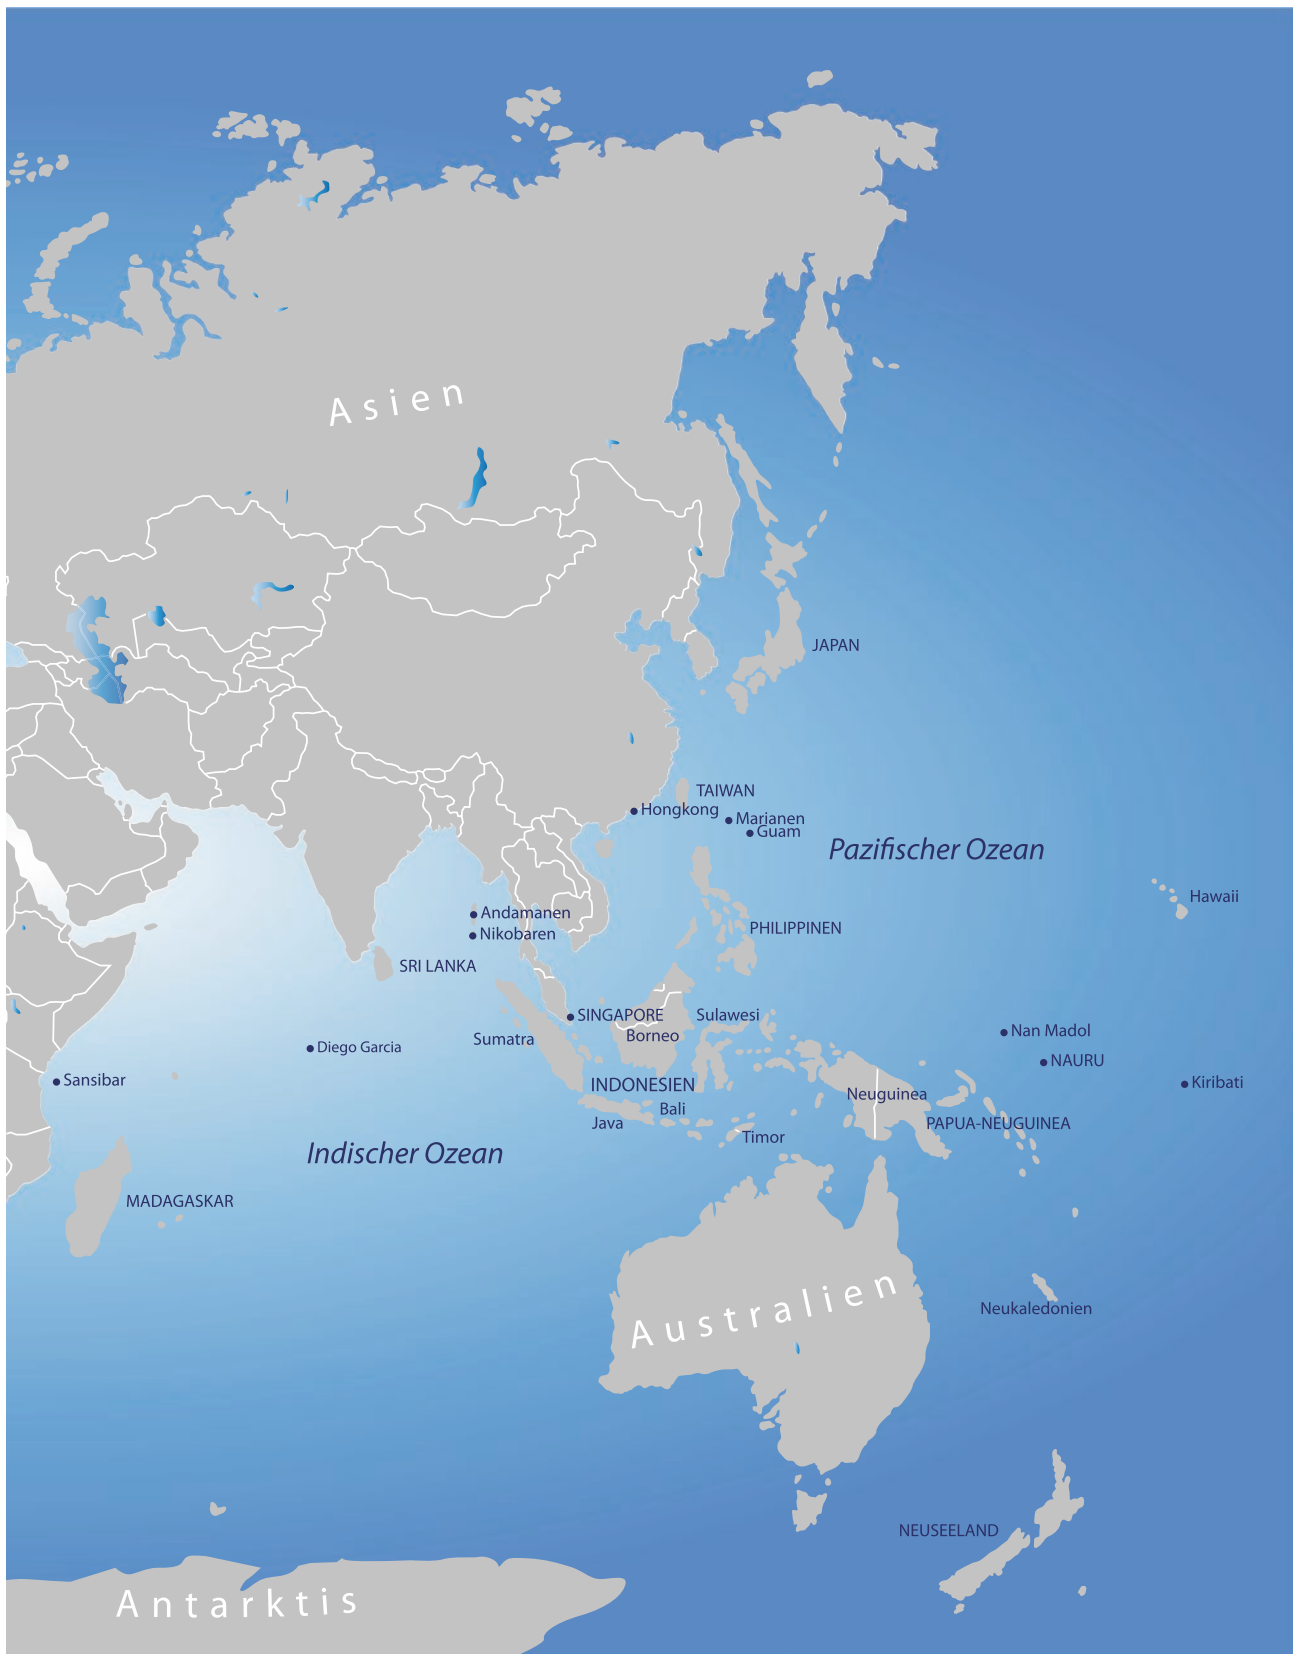 Asien
JAPAN
TAIWAN
Hongkong
Marianen
Guam
Pazifischer Ozean
Hawaii
Andamanen
Nikobaren
PHILIPPINEN
SRI LANKA
SINGAPORE
Sulawesi
Nan Madol
Sumatra
Borneo
Diego Garcia
NAURU
Sansibar
INDONESIEN
Kiribati
Neuguinea
Bali
Java
PAPUA-NEUGUINEA
Timor
Indischer Ozean
MADAGASKAR
Australien
Neukaledonien
NEUSEELAND
Antarktis